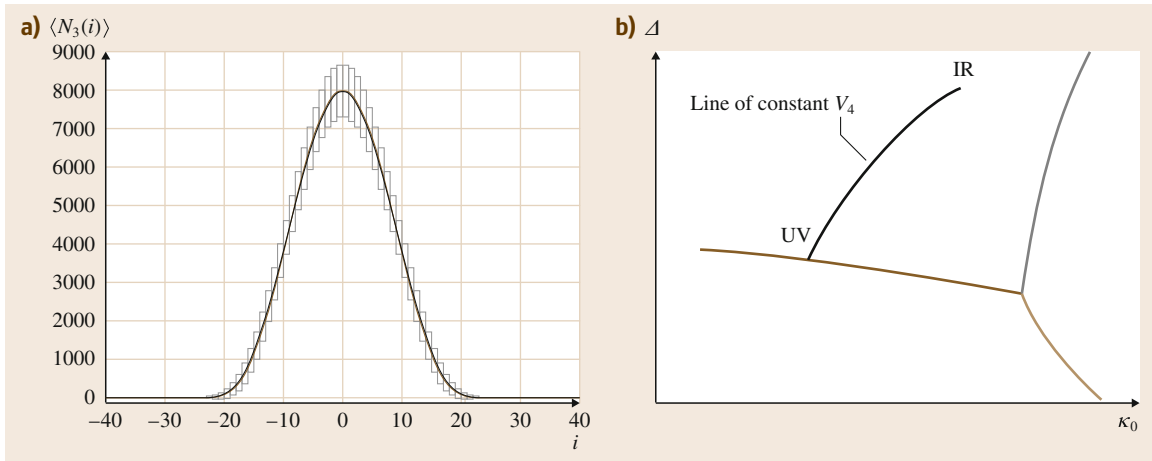 a) ⟨N₃(i)⟩
9000
8000
7000
6000
5000
4000
3000
2000
1000
0
−40 −30 −20 −10 0 10 20 30 40
i
b) Δ
IR
Line of constant V₄
UV
κ₀